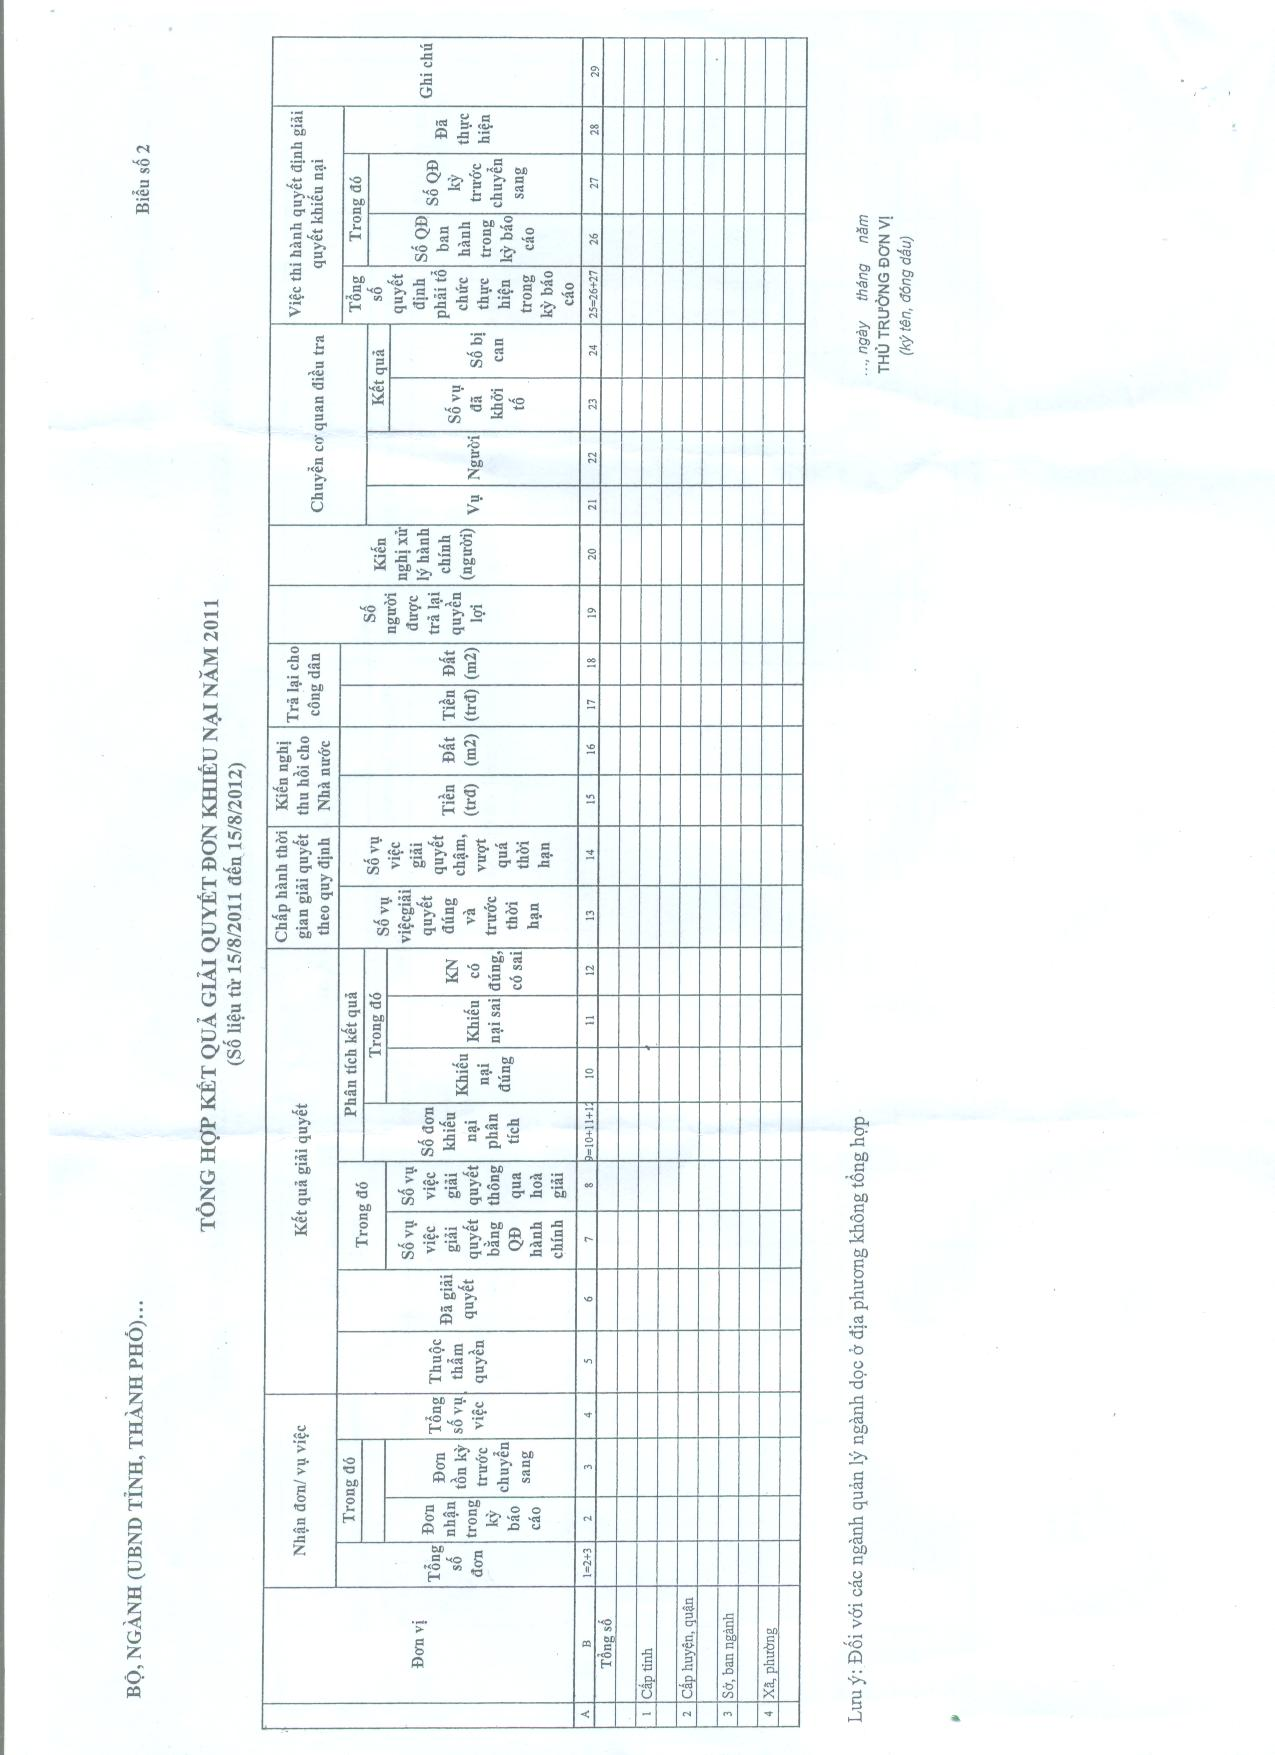 BỘ, NGÀNH (UBND TỈNH, THÀNH PHỐ)...
Biểu số 2
TỔNG HỢP KẾT QUẢ GIẢI QUYẾT ĐƠN KHIẾU NẠI NĂM 2011
(Số liệu từ 15/8/2011 đến 15/8/2012)
Đơn vị
Nhận đơn/ vụ việc
Tổng số đơn
Trong đó
Đơn nhận trong kỳ báo cáo
Đơn tồn kỳ trước chuyển sang
Tổng số vụ việc
Kết quả giải quyết
Thuộc thẩm quyền
Đã giải quyết
Trong đó
Số vụ việc giải quyết bằng QĐ hành chính
Số vụ việc giải quyết thông qua hoà giải
Phân tích kết quả
Số đơn khiếu nại phân tích
Trong đó
Khiếu nại đúng
Khiếu nại sai
KN có đúng, có sai
Chấp hành thời gian giải quyết theo quy định
Số vụ việcgiải quyết đúng và trước thời hạn
Số vụ việc giải quyết chậm, vượt quá thời hạn
Kiến nghị thu hồi cho Nhà nước
Tiền (trđ)
Đất (m2)
Trả lại cho công dân
Tiền (trđ)
Đất (m2)
Số người được trả lại quyền lợi
Kiến nghị xử lý hành chính (người)
Chuyển cơ quan điều tra
Vụ
Người
Kết quả
Số vụ đã khởi tố
Số bị can
Việc thi hành quyết định giải quyết khiếu nại
Tổng số quyết định phải tổ chức thực hiện trong kỳ báo cáo
Trong đó
Số QĐ ban hành trong kỳ báo cáo
Số QĐ kỳ trước chuyển sang
Đã thực hiện
Ghi chú
A B 1=2+3 2 3 4 5 6 7 8 9=10+11+12 10 11 12 13 14 15 16 17 18 19 20 21 22 23 24 25=26+27 26 27 28 29
Tổng số
1 Cấp tỉnh
2 Cấp huyện, quận
3 Sở, ban ngành
4 Xã, phường
Lưu ý: Đối với các ngành quản lý ngành dọc ở địa phương không tổng hợp
..., ngày tháng năm
THỦ TRƯỞNG ĐƠN VỊ
(ký tên, đóng dấu)